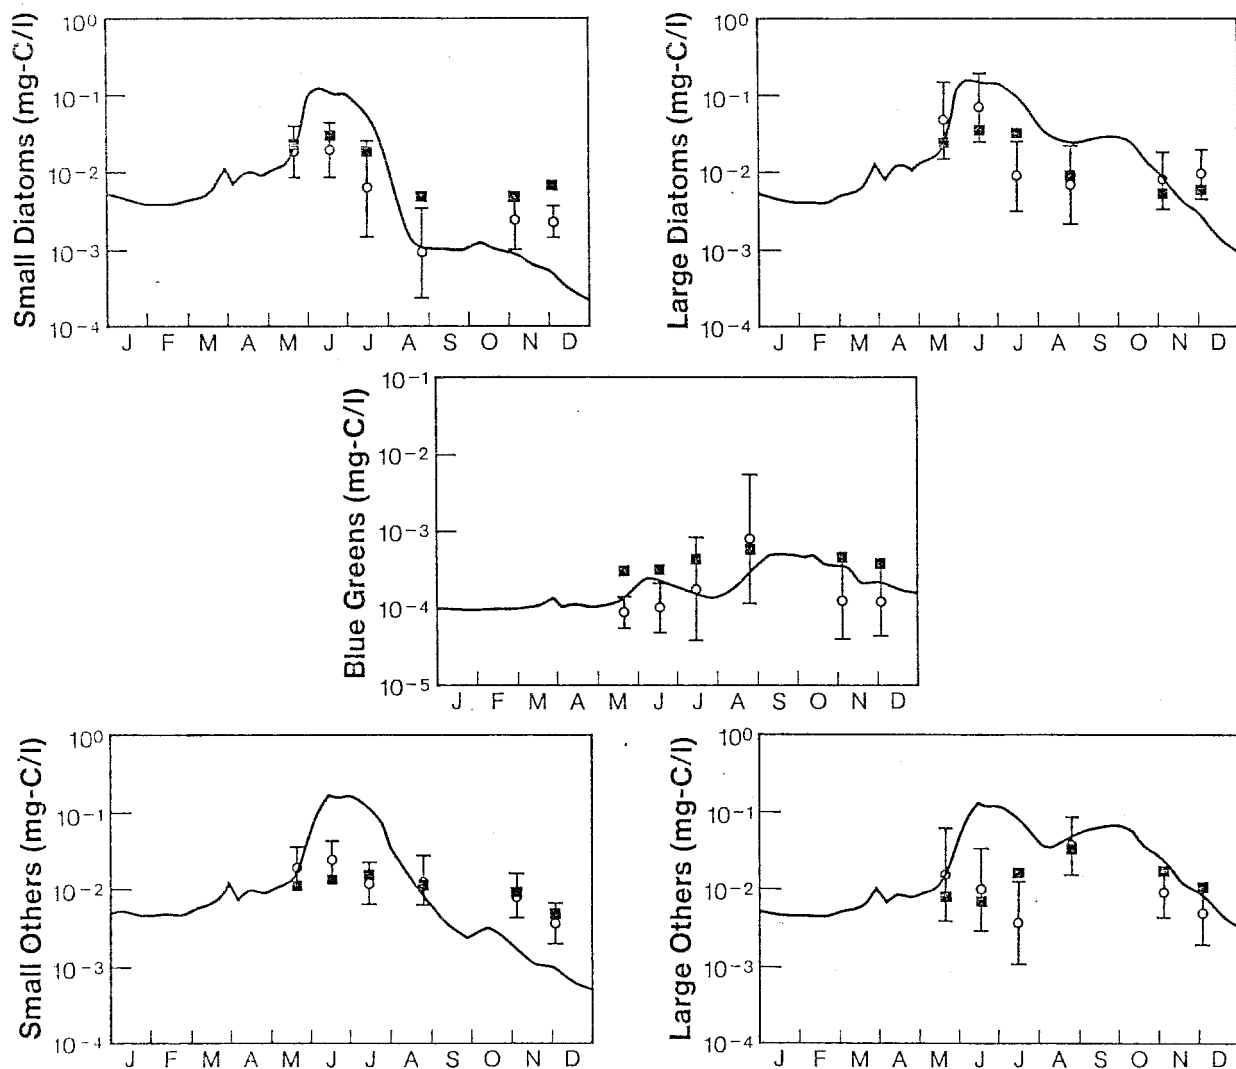 Small Diatoms (mg-C/l)
10⁰
10⁻¹
10⁻²
10⁻³
10⁻⁴
J F M A M J J A S O N D
Large Diatoms (mg-C/l)
10⁰
10⁻¹
10⁻²
10⁻³
10⁻⁴
J F M A M J J A S O N D
Blue Greens (mg-C/l)
10⁻¹
10⁻²
10⁻³
10⁻⁴
10⁻⁵
J F M A M J J A S O N D
Small Others (mg-C/l)
10⁰
10⁻¹
10⁻²
10⁻³
10⁻⁴
J F M A M J J A S O N D
Large Others (mg-C/l)
10⁰
10⁻¹
10⁻²
10⁻³
10⁻⁴
J F M A M J J A S O N D